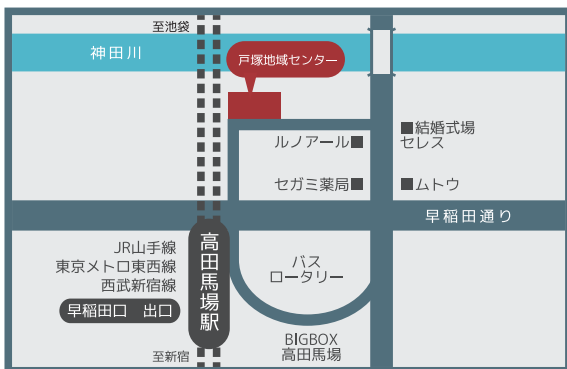 至池袋
神田川
戸塚地域センター
ルノアール■
■結婚式場
セレス
セガミ薬局■
■ムトウ
早稲田通り
高田馬場駅
JR山手線
東京メトロ東西線
西武新宿線
早稲田口　出口
バス
ロータリー
BIGBOX
高田馬場
至新宿